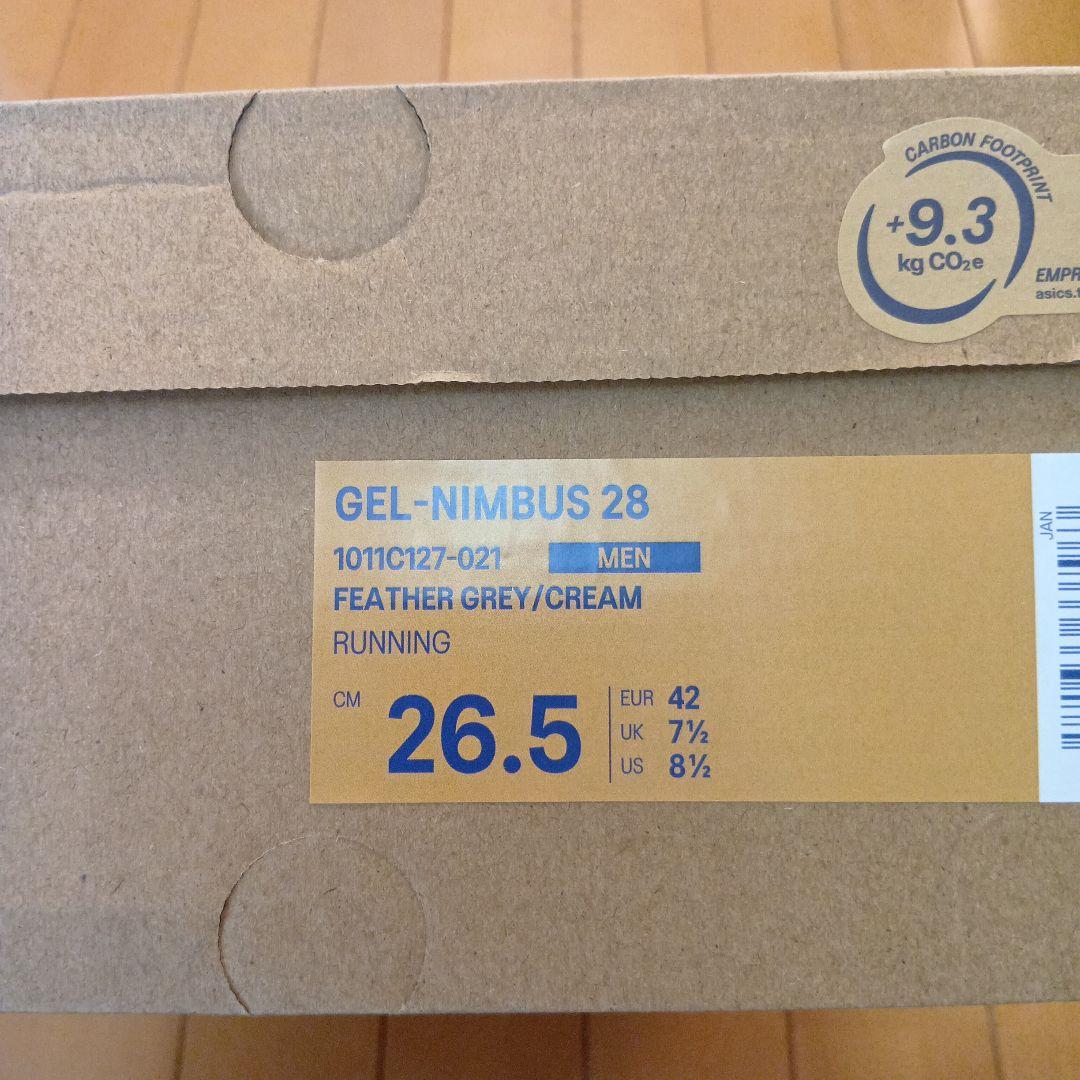 CARBON FOOTPRINT
+9.3
kg CO₂e
asics.
GEL-NIMBUS 28
1011C127-021 MEN
FEATHER GREY/CREAM
RUNNING
CM 26.5
EUR 42
UK 7½
US 8½
JAN